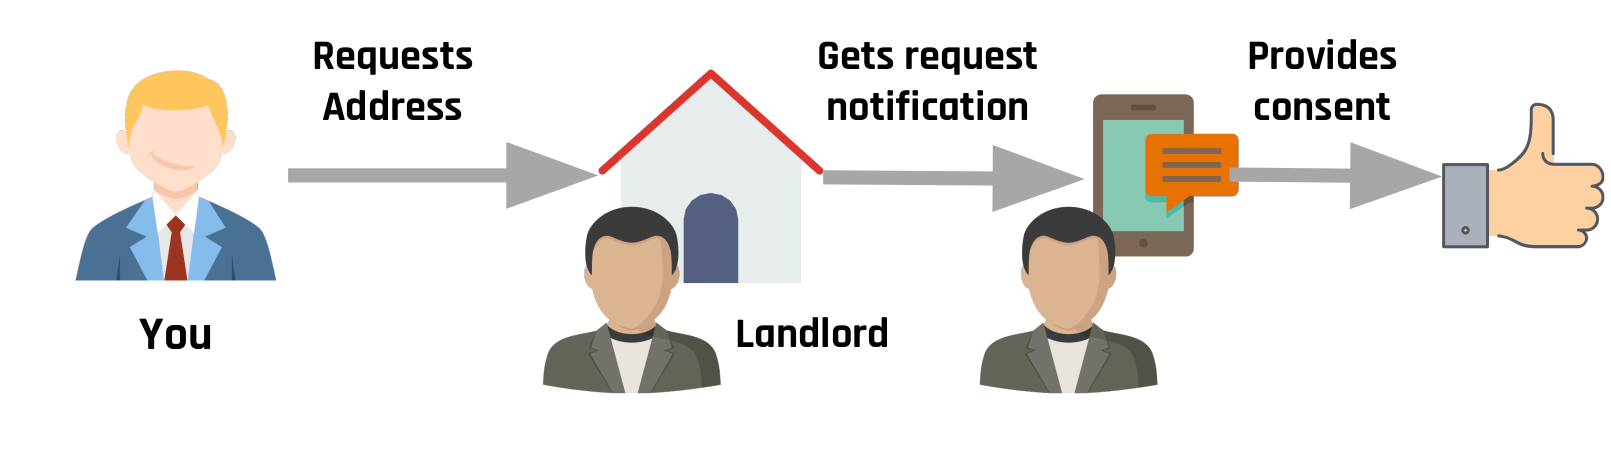 Requests
Address
Gets request
notification
Provides
consent
You
Landlord